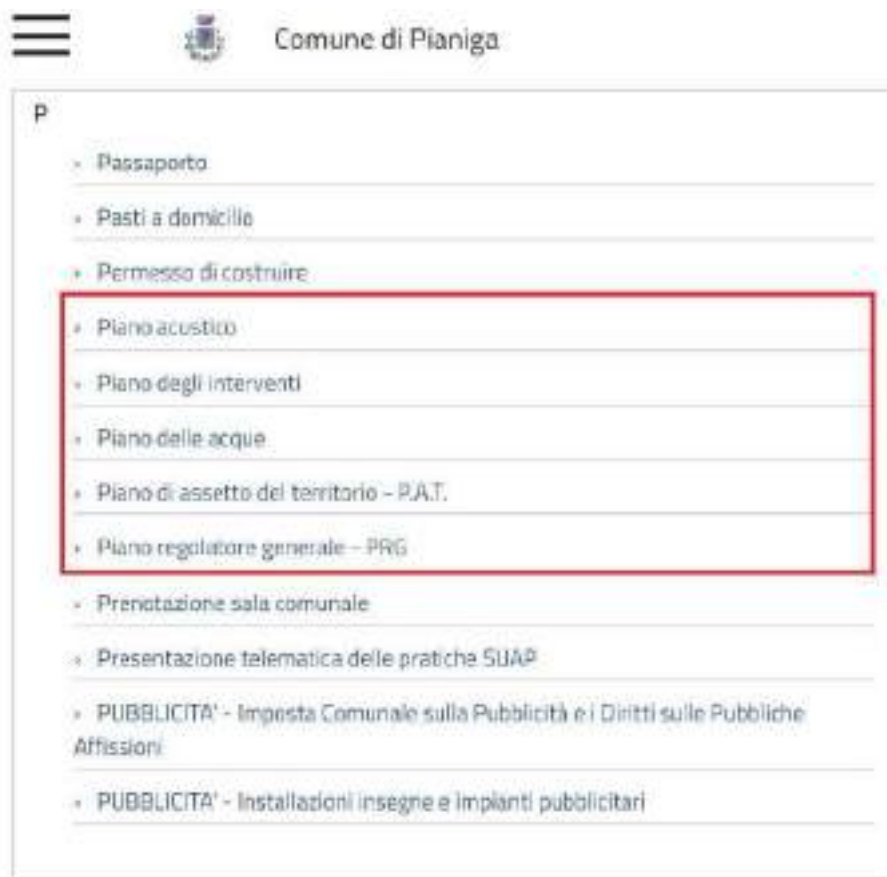 Comune di Pianiga
P
Passaporto
Pasti a domicilio
Permesso di costruire
Piano acustico
Piano degli interventi
Piano delle acque
Piano di assetto del territorio - P.A.T.
Piano regolatore generale - PRG
Prenotazione sala comunale
Presentazione telematica delle pratiche SUAP
PUBBLICITA' - Imposta Comunale sulla Pubblicità e i Diritti sulle Pubbliche
Affissioni
PUBBLICITA' - Installazioni insegne e impianti pubblicitari